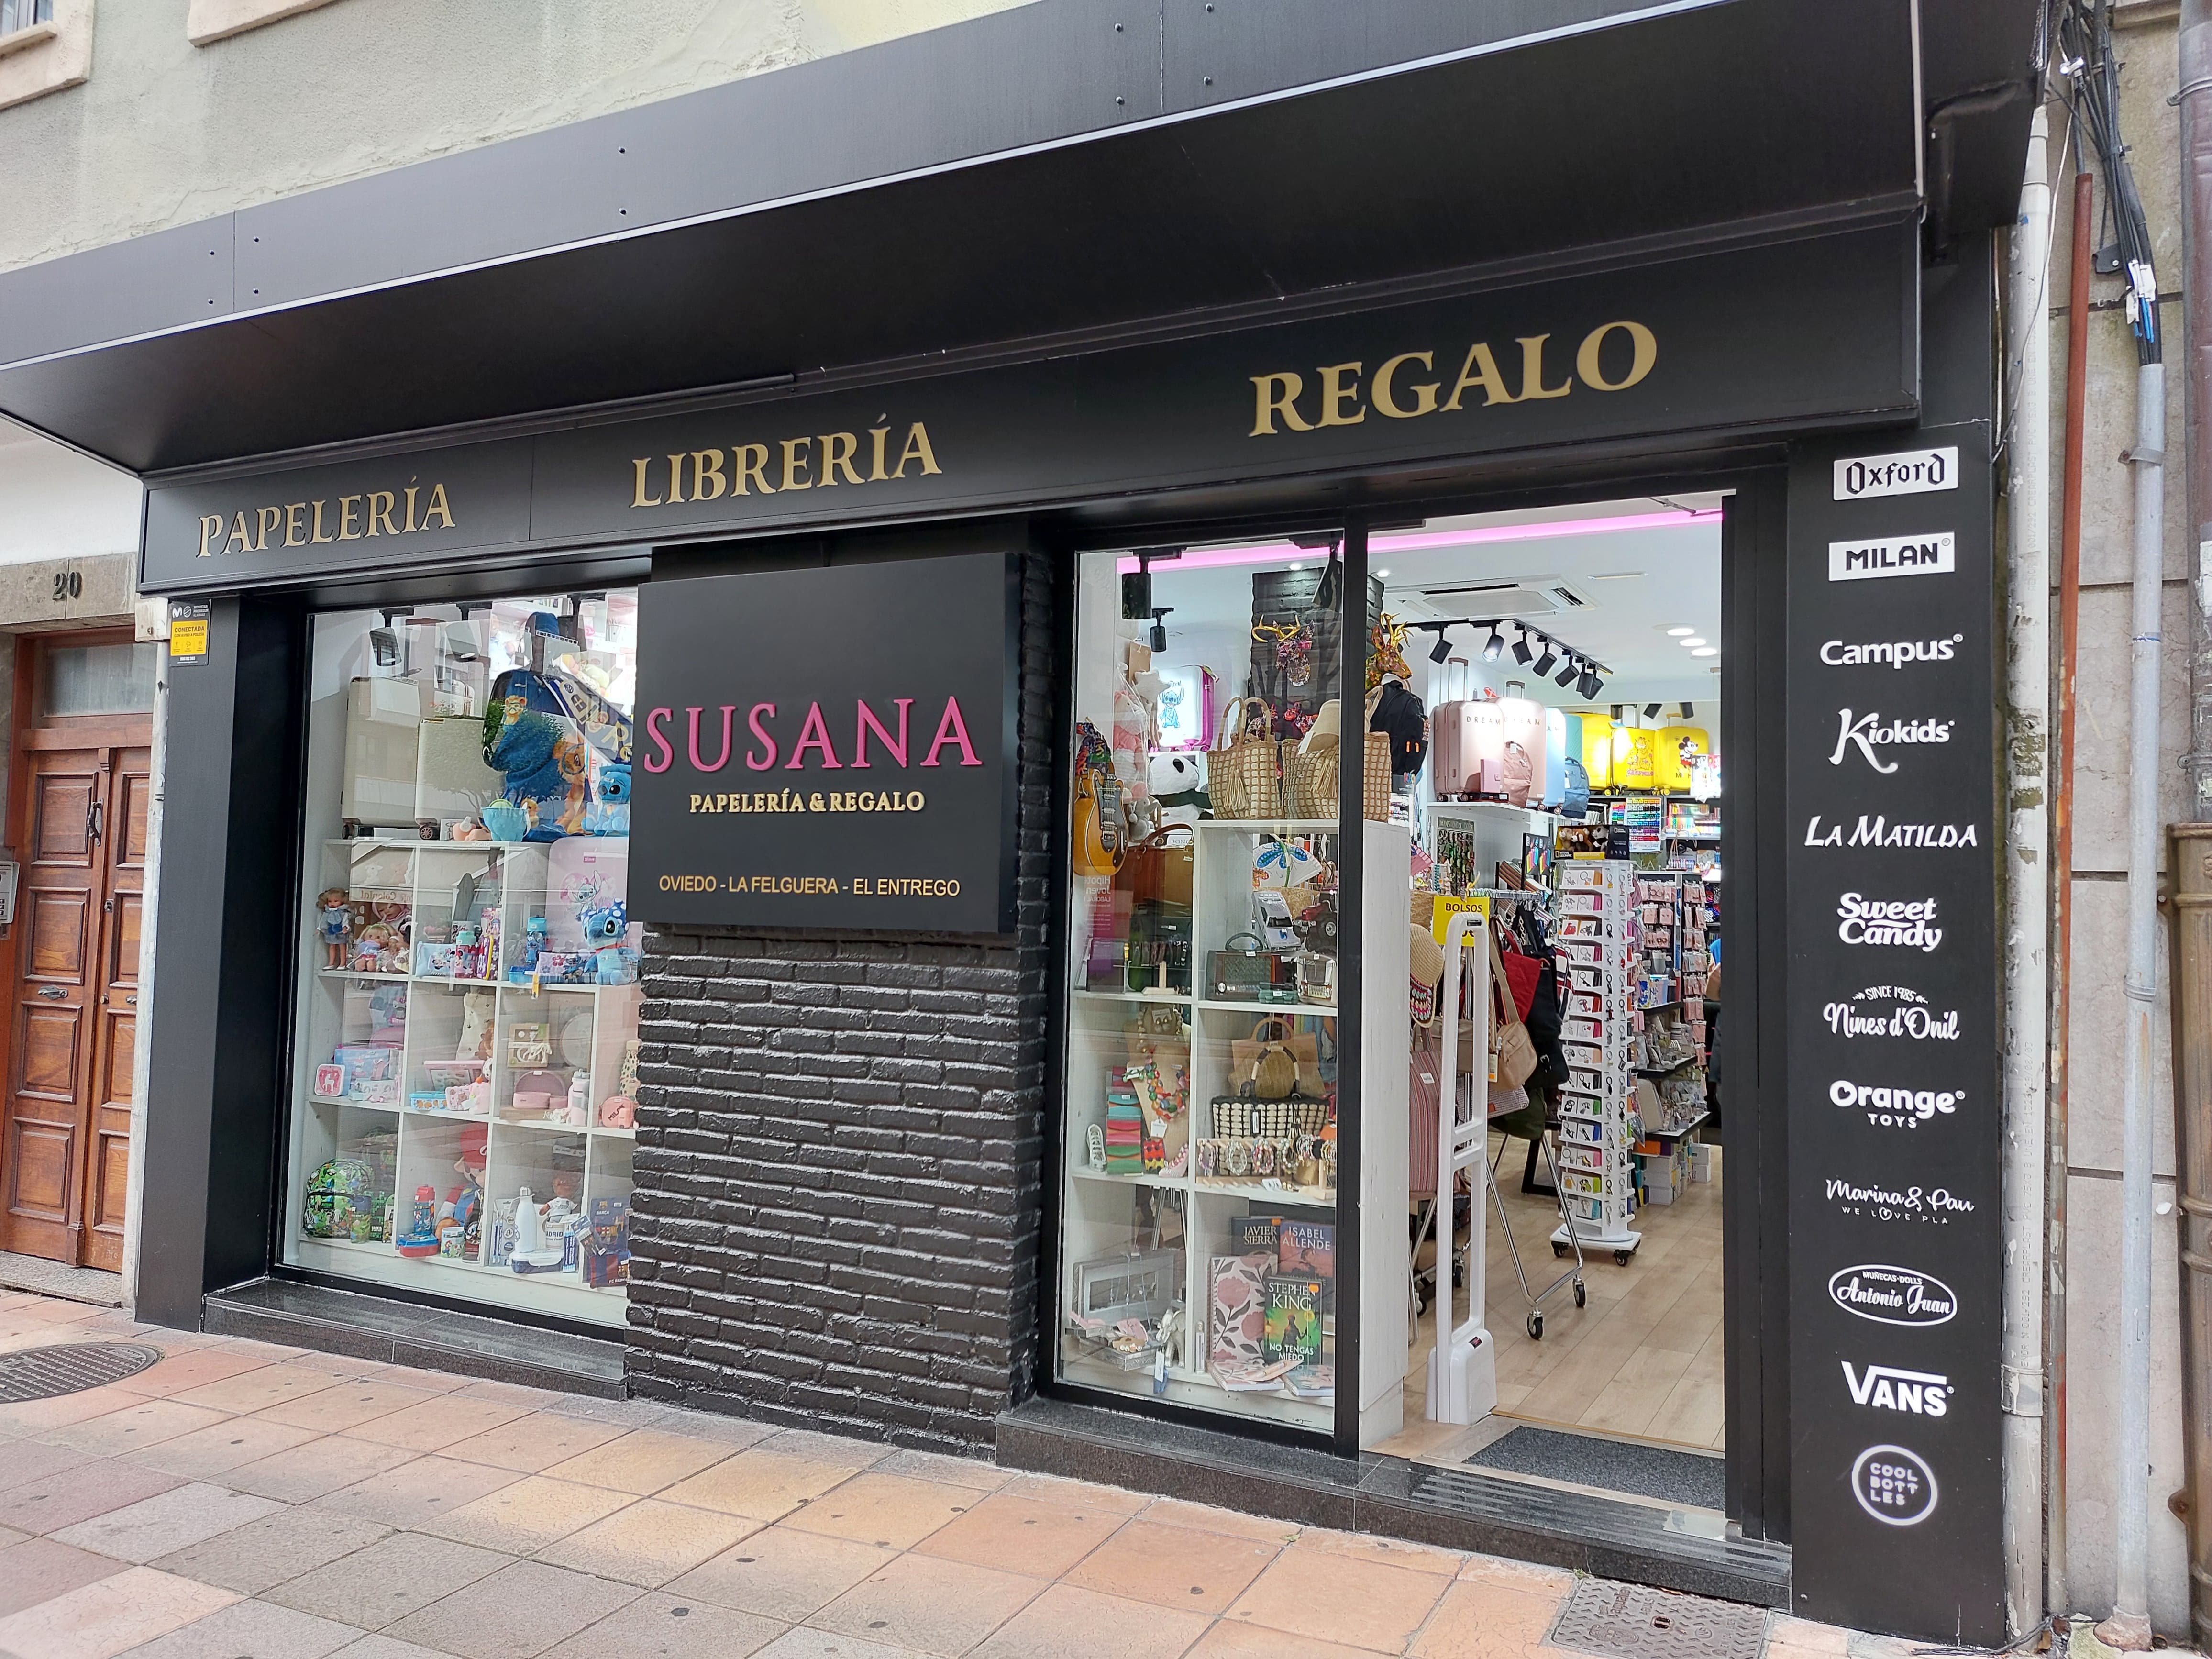 PAPELERÍA
LIBRERÍA
REGALO
20
CONECTADA
SUSANA
PAPELERÍA & REGALO
OVIEDO - LA FELGUERA - EL ENTREGO
BOLSOS
DREAM
JAVIER
SIERRA
ISABEL
ALLENDE
STEPHEN
KING
NO TENGAS
MIEDO
Oxford
MILAN®
Campus®
Kiokids®
LA MATILDA
Sweet
Candy
SINCE 1985
Nines d'Onil
Orange®
TOYS
Marina & Pau
WE LOVE PLA
MUÑECAS-DOLLS
Antonio Juan
VANS®
COOL
BOTT
LES